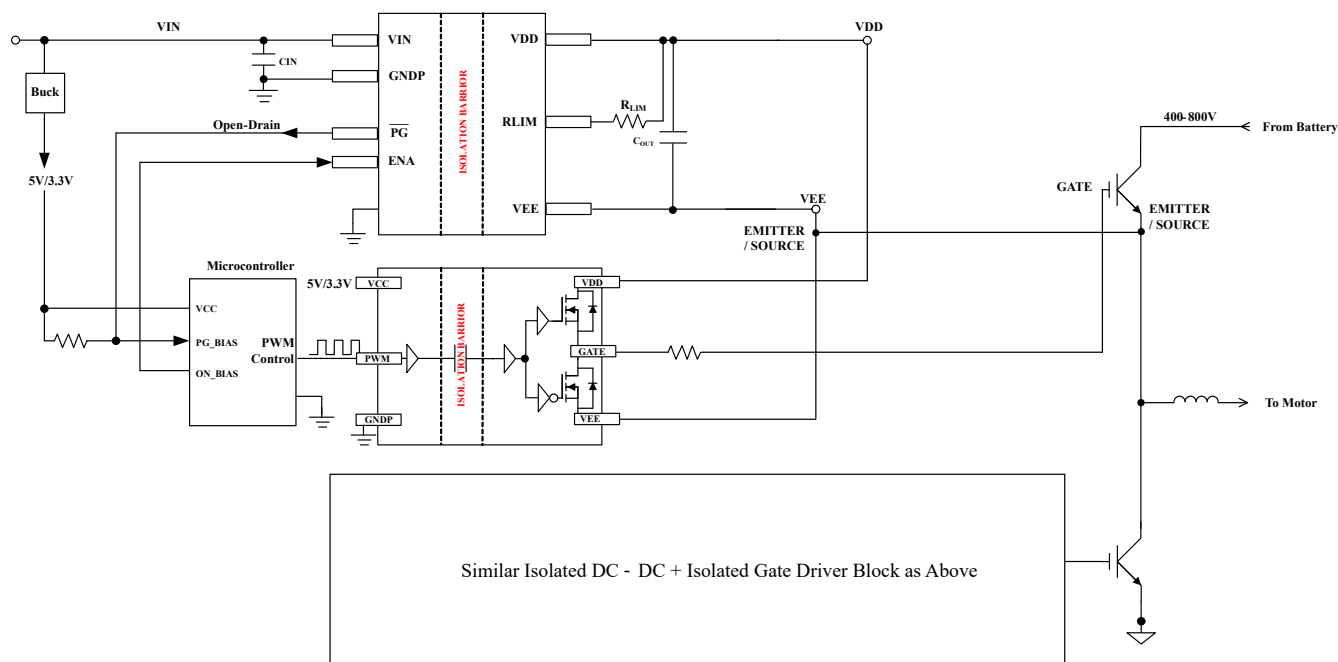 VIN
VDD
VIN
VDD
CIN
GNDP
Buck
RLIM
R_LIM
C_OUT
ISOLATION BARRIER
Open-Drain
PG
ENA
400-800V
From Battery
5V/3.3V
GATE
VEE
VEE
EMITTER
/ SOURCE
EMITTER
/ SOURCE
Microcontroller
5V/3.3V
VCC
VDD
VCC
PG_BIAS
PWM
Control
ON_BIAS
PWM
ISOLATION BARRIER
GATE
GNDP
VEE
To Motor
Similar Isolated DC - DC + Isolated Gate Driver Block as Above